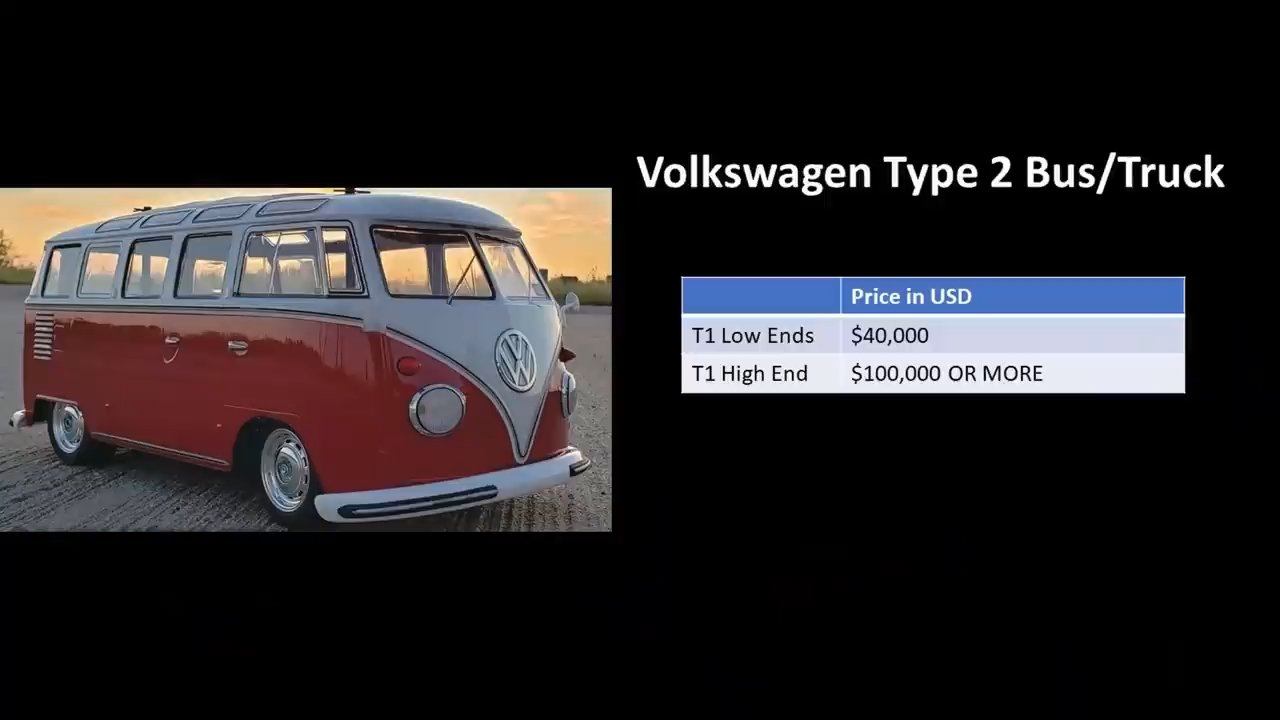 Volkswagen Type 2 Bus/Truck
Price in USD
T1 Low Ends $40,000
T1 High End $100,000 OR MORE